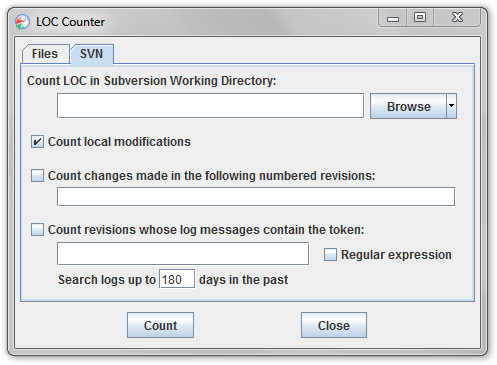 LOC Counter
Files SVN
Count LOC in Subversion Working Directory:
Browse
Count local modifications
Count changes made in the following numbered revisions:
Count revisions whose log messages contain the token:
Regular expression
Search logs up to 180 days in the past
Count Close